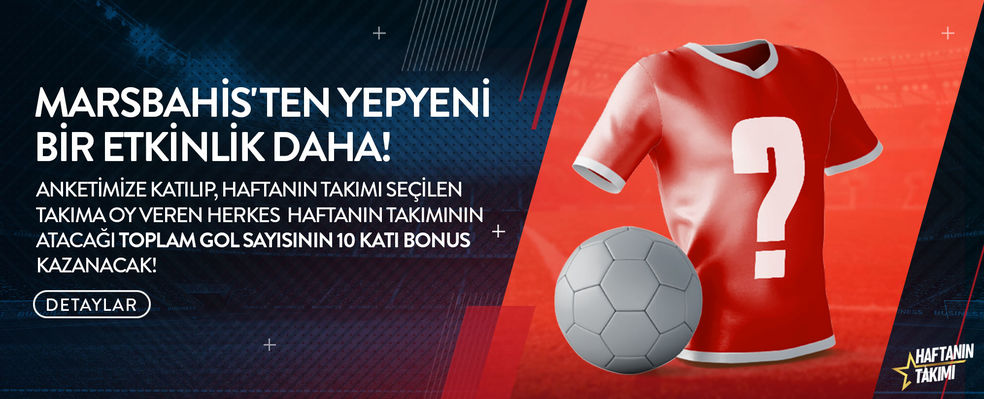 MARSBAHİS'TEN YEPYENİ
BİR ETKİNLİK DAHA!
ANKETİMİZE KATILIP, HAFTANIN TAKIMI SEÇİLEN
TAKIMA OY VEREN HERKES HAFTANIN TAKIMININ
ATACAĞI TOPLAM GOL SAYISININ 10 KATI BONUS
KAZANACAK!
DETAYLAR
?
BUSINESS
HAFTANIN
TAKIMI